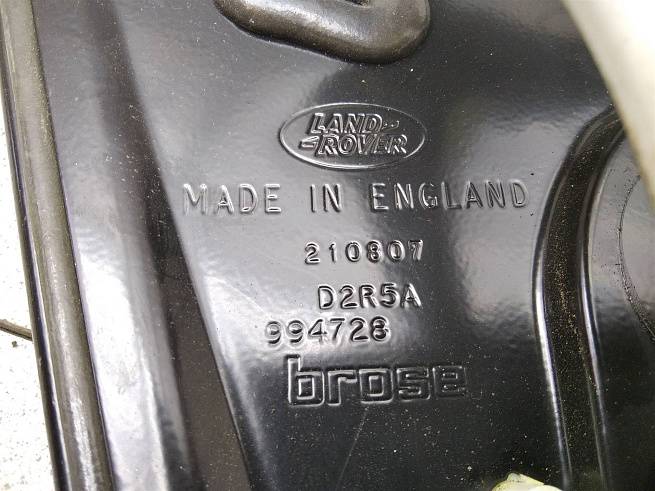 LAND
ROVER
MADE IN ENGLAND
210807
D2R5A
994728
brose